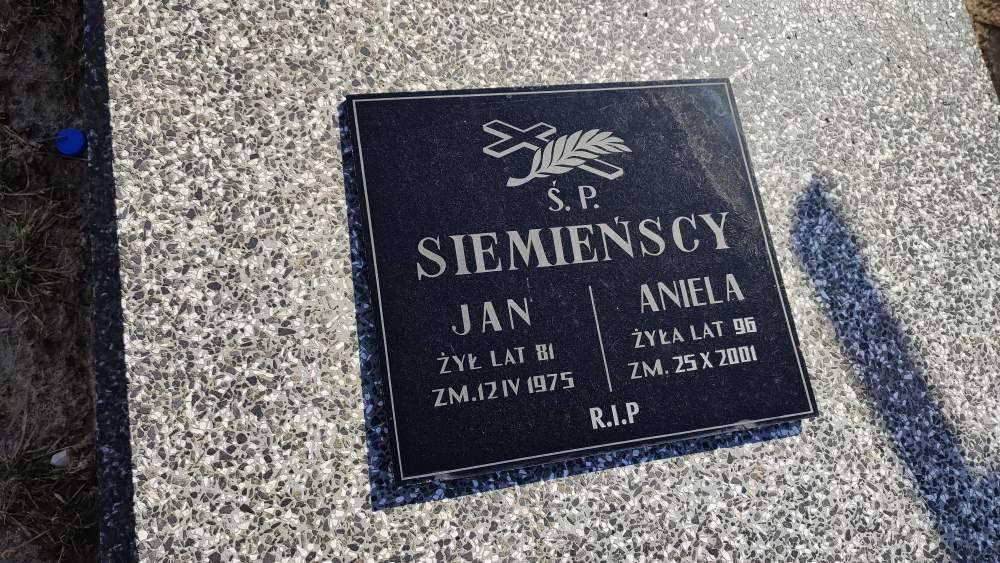 Ś. P.
SIEMIEŃSCY
JAN
ŻYŁ LAT 81
ZM. 12 IV 1975
ANIELA
ŻYŁA LAT 96
ZM. 25 X 2001
R.I.P